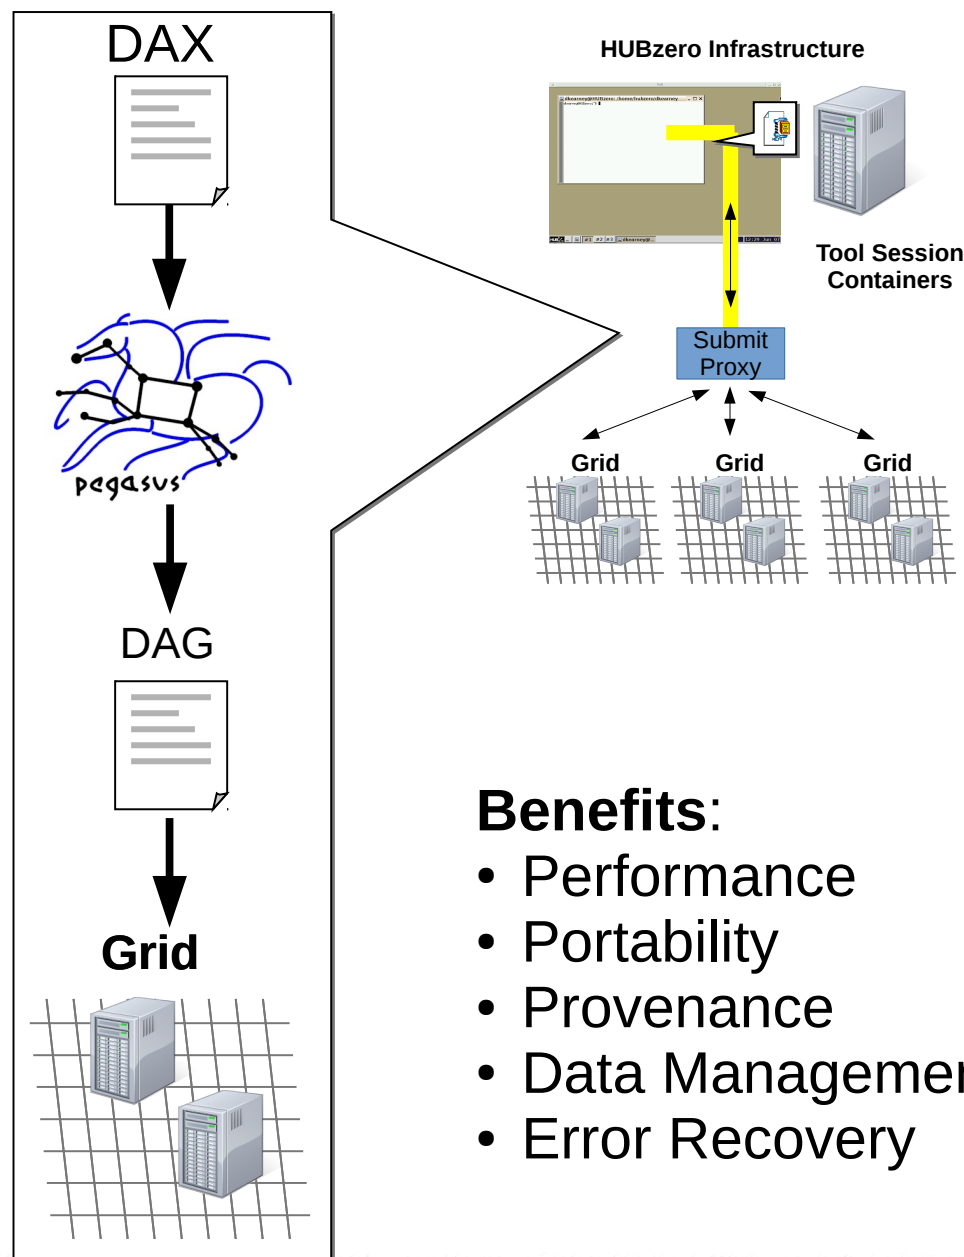 DAX
pegasus
DAG
Grid
HUBzero Infrastructure
Tool Session
Containers
Submit
Proxy
Grid
Grid
Grid
Benefits:
• Performance
• Portability
• Provenance
• Data Managemen
• Error Recovery